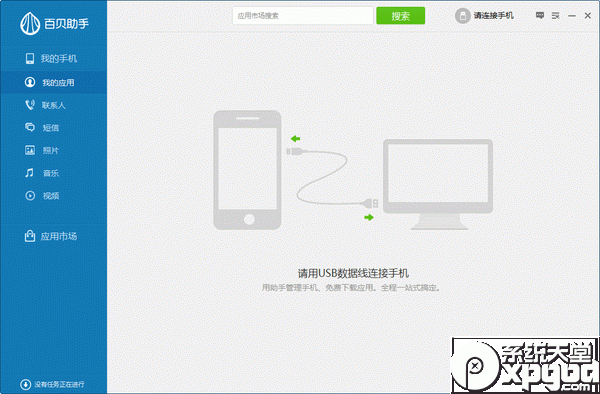 百贝助手
应用市场搜索
搜索
请连接手机
我的手机
我的应用
联系人
短信
照片
音乐
视频
应用市场
请用USB数据线连接手机
用助手管理手机、免费下载应用。全程一站式搞定。
没有任务正在进行
系统天堂
pxpgod
.com